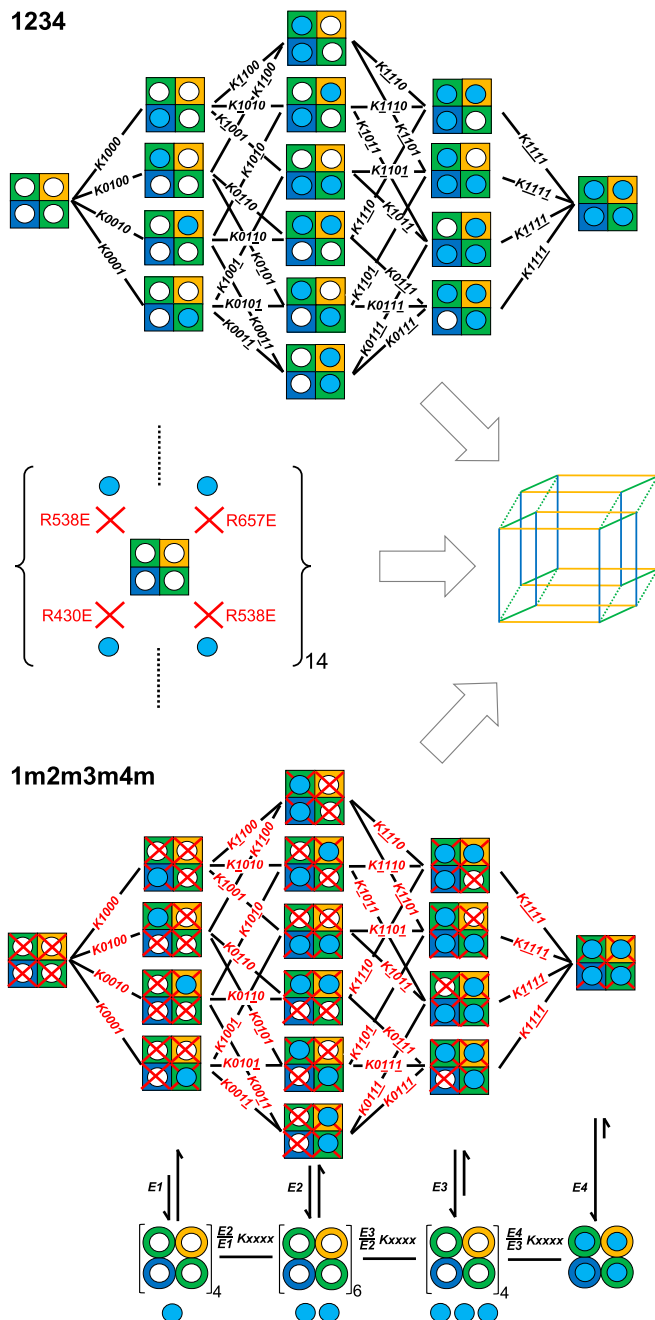 1234
K1000
K0100
K0010
K0001
K1100
K1100
K1010
K1001
K1010
K0110
K0110
K1001
K0101
K0101
K0011
K0011
K1110
K1110
K1101
K1011
K1101
K1011
K1110
K0111
K1101
K0111
K0111
K0111
K1111
K1111
K1111
K1111
R538E
R657E
R430E
R538E
14
1m2m3m4m
K1000
K0100
K0010
K0001
K1100
K1100
K1010
K1001
K1010
K0110
K0110
K1001
K0101
K0101
K0011
K0011
K1110
K1110
K1101
K1011
K1101
K1011
K1110
K0111
K1101
K0111
K0111
K0111
K1111
K1111
K1111
K1111
E1
E2
E3
E4
E2
E1
Kxxxx
E3
E2
Kxxxx
E4
E3
Kxxxx
4
6
4